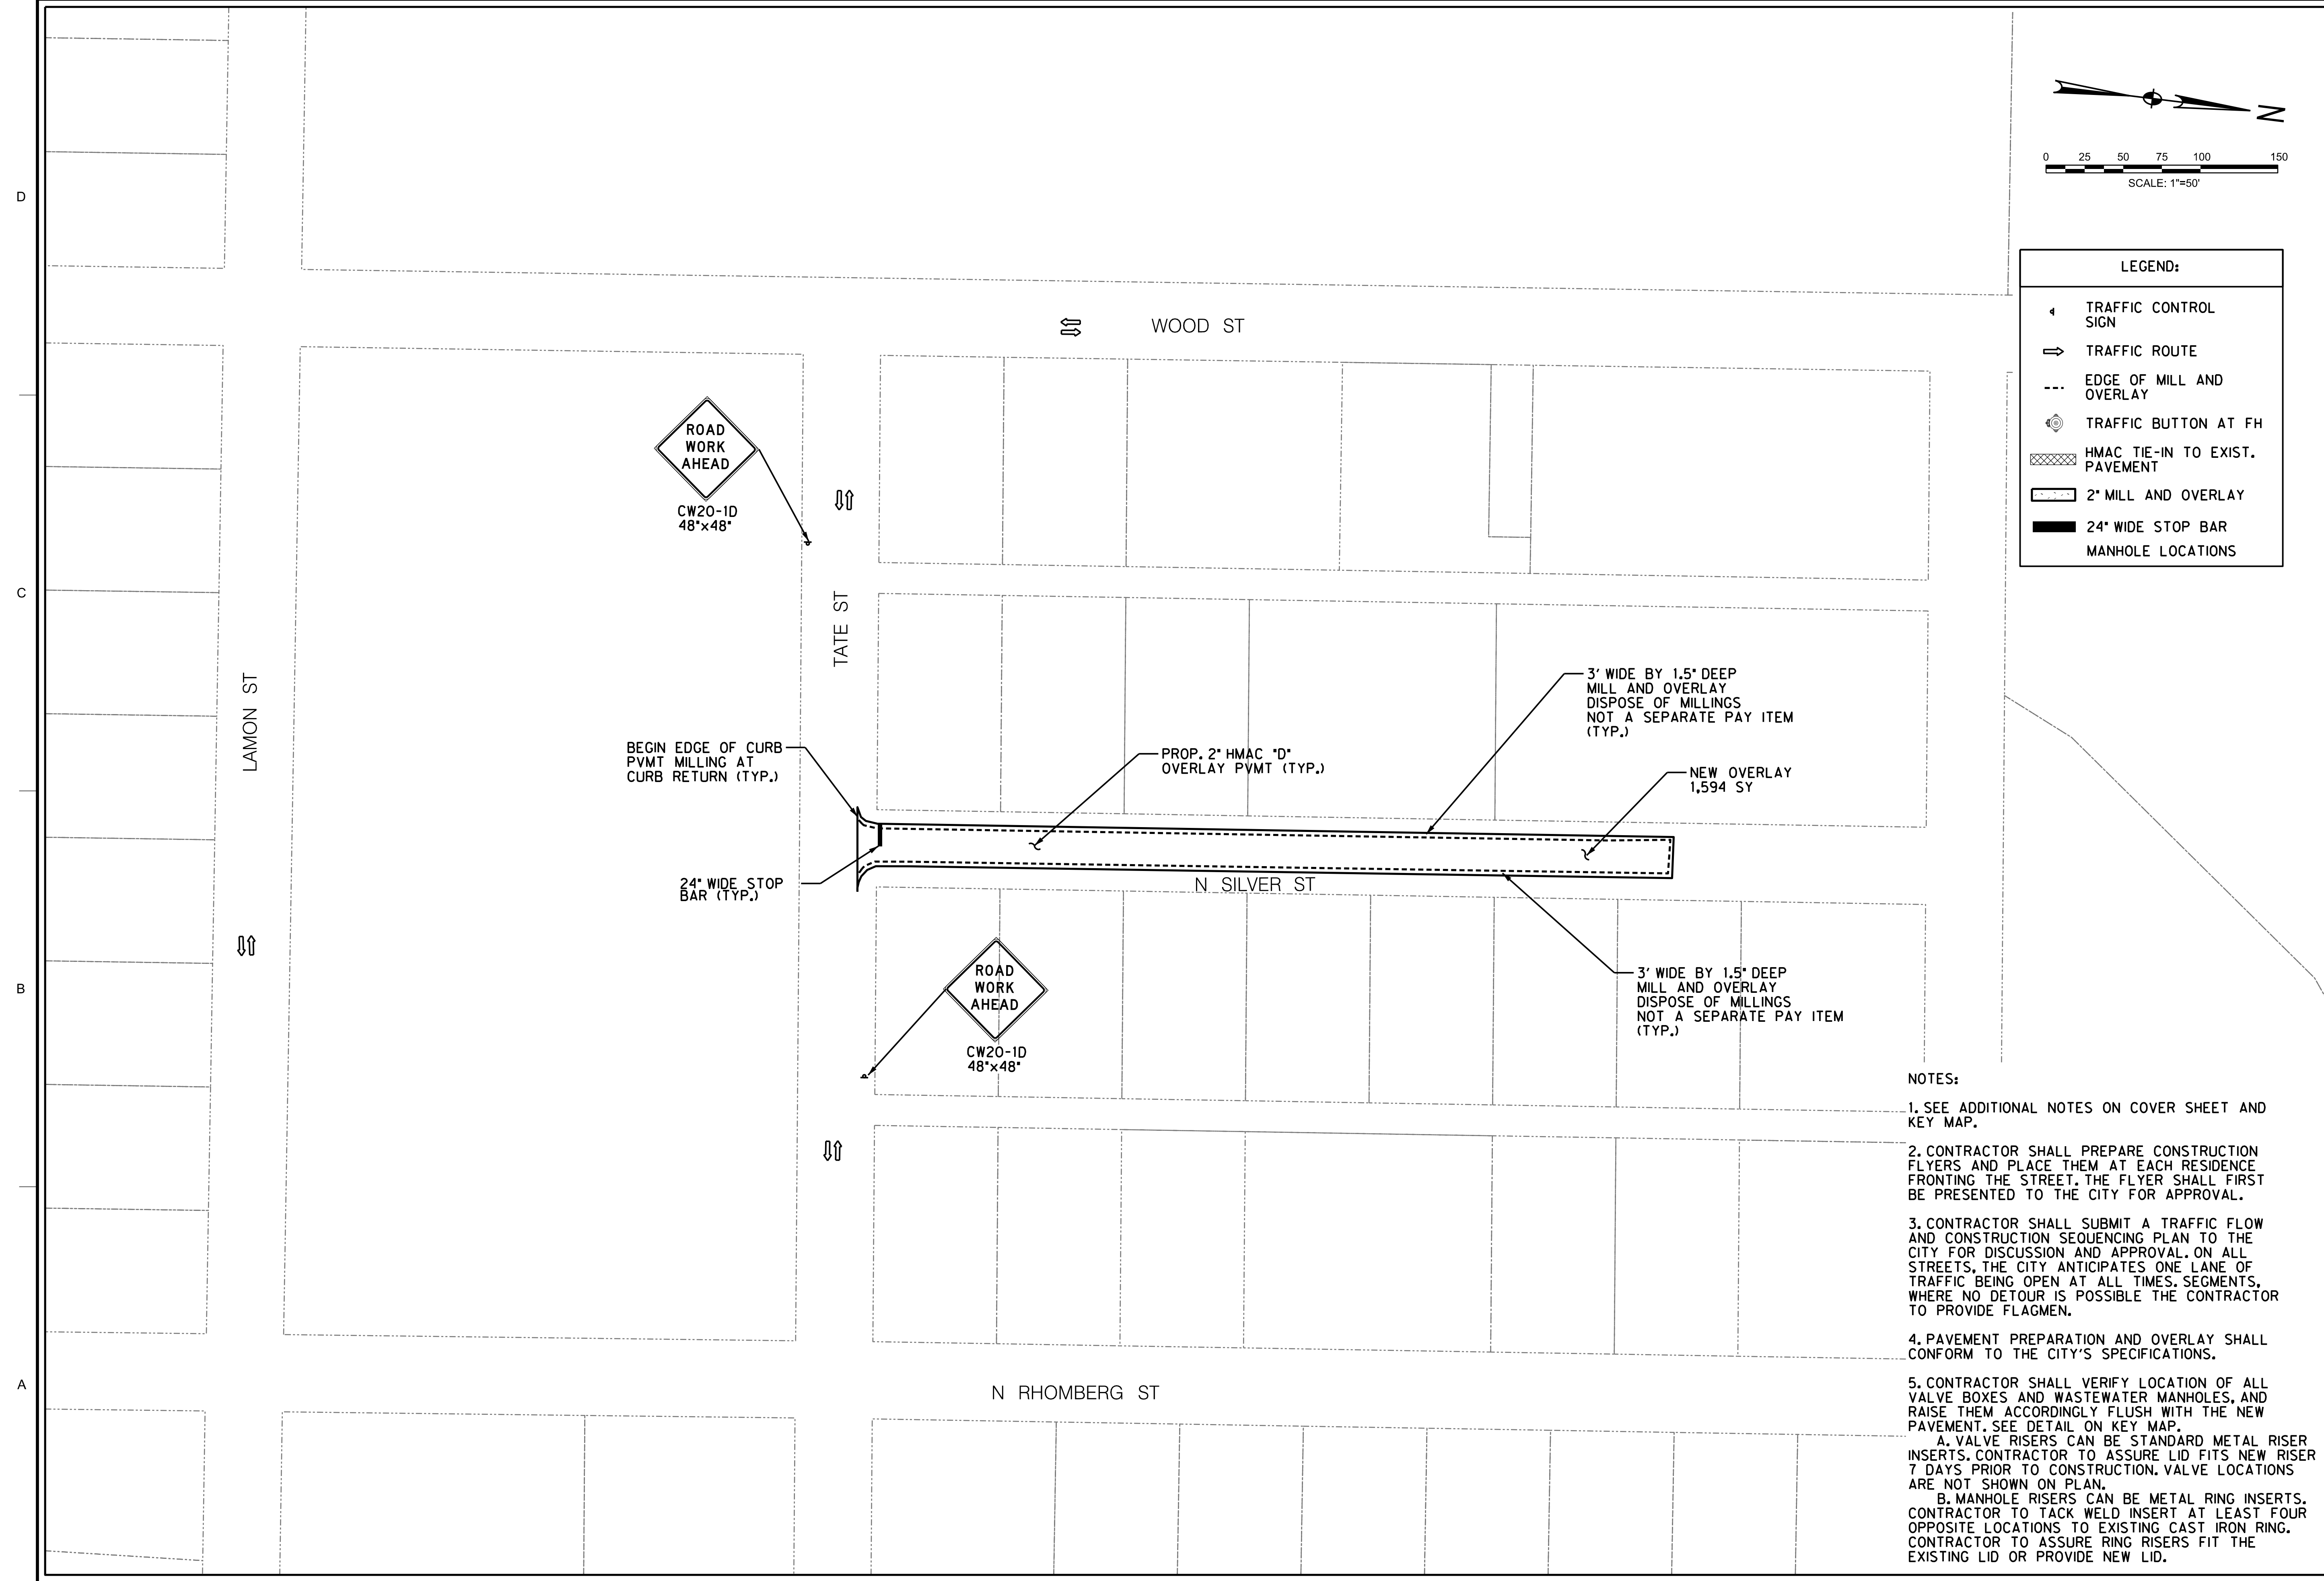 D
C
B
A
N
0 25 50 75 100 150
SCALE: 1"=50'
LEGEND:
TRAFFIC CONTROL
SIGN
TRAFFIC ROUTE
EDGE OF MILL AND
OVERLAY
TRAFFIC BUTTON AT FH
HMAC TIE-IN TO EXIST.
PAVEMENT
2" MILL AND OVERLAY
24" WIDE STOP BAR
MANHOLE LOCATIONS
WOOD ST
ROAD
WORK
AHEAD
CW20-1D
48"x48"
TATE ST
LAMON ST
3' WIDE BY 1.5" DEEP
MILL AND OVERLAY
DISPOSE OF MILLINGS
NOT A SEPARATE PAY ITEM
(TYP.)
BEGIN EDGE OF CURB
PVMT MILLING AT
CURB RETURN (TYP.)
PROP. 2" HMAC "D"
OVERLAY PVMT (TYP.)
NEW OVERLAY
1,594 SY
24" WIDE STOP
BAR (TYP.)
N SILVER ST
ROAD
WORK
AHEAD
CW20-1D
48"x48"
3' WIDE BY 1.5" DEEP
MILL AND OVERLAY
DISPOSE OF MILLINGS
NOT A SEPARATE PAY ITEM
(TYP.)
N RHOMBERG ST
NOTES:
1. SEE ADDITIONAL NOTES ON COVER SHEET AND
KEY MAP.
2. CONTRACTOR SHALL PREPARE CONSTRUCTION
FLYERS AND PLACE THEM AT EACH RESIDENCE
FRONTING THE STREET. THE FLYER SHALL FIRST
BE PRESENTED TO THE CITY FOR APPROVAL.
3. CONTRACTOR SHALL SUBMIT A TRAFFIC FLOW
AND CONSTRUCTION SEQUENCING PLAN TO THE
CITY FOR DISCUSSION AND APPROVAL. ON ALL
STREETS, THE CITY ANTICIPATES ONE LANE OF
TRAFFIC BEING OPEN AT ALL TIMES. SEGMENTS,
WHERE NO DETOUR IS POSSIBLE THE CONTRACTOR
TO PROVIDE FLAGMEN.
4. PAVEMENT PREPARATION AND OVERLAY SHALL
CONFORM TO THE CITY'S SPECIFICATIONS.
5. CONTRACTOR SHALL VERIFY LOCATION OF ALL
VALVE BOXES AND WASTEWATER MANHOLES, AND
RAISE THEM ACCORDINGLY FLUSH WITH THE NEW
PAVEMENT. SEE DETAIL ON KEY MAP.
A. VALVE RISERS CAN BE STANDARD METAL RISER
INSERTS. CONTRACTOR TO ASSURE LID FITS NEW RISER
7 DAYS PRIOR TO CONSTRUCTION. VALVE LOCATIONS
ARE NOT SHOWN ON PLAN.
B. MANHOLE RISERS CAN BE METAL RING INSERTS.
CONTRACTOR TO TACK WELD INSERT AT LEAST FOUR
OPPOSITE LOCATIONS TO EXISTING CAST IRON RING.
CONTRACTOR TO ASSURE RING RISERS FIT THE
EXISTING LID OR PROVIDE NEW LID.